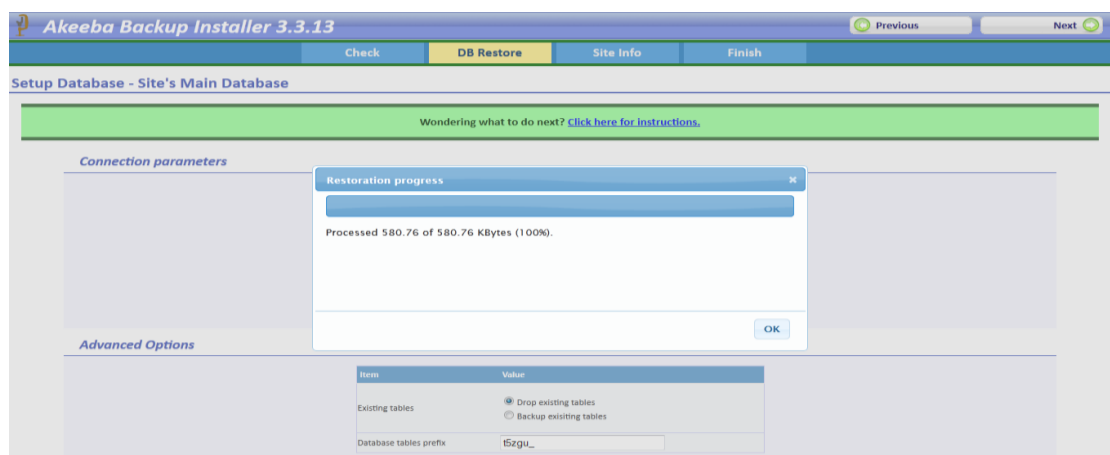 Akeeba Backup Installer 3.3.13
Previous
Next
Check
DB Restore
Site Info
Finish
Setup Database - Site's Main Database
Wondering what to do next? Click here for instructions.
Connection parameters
Restoration progress
Processed 580.76 of 580.76 KBytes (100%).
OK
Advanced Options
Item Value
Existing tables
Drop existing tables
Backup exisiting tables
Database tables prefix
t5zgu_